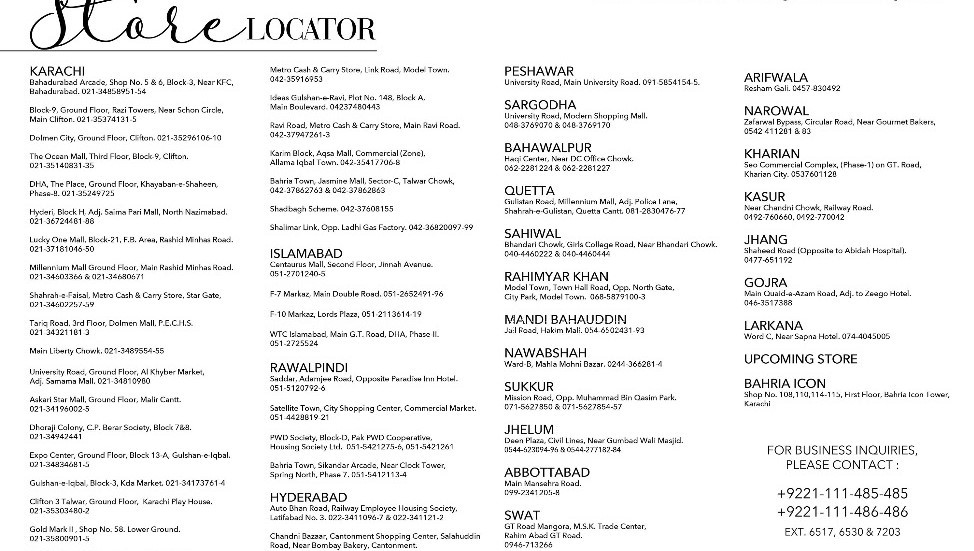 Store LOCATOR
KARACHI
Bahadurabad Arcade, Shop No. 5 & 6, Block-3, Near KFC,
Bahadurabad. 021-34858951-54
Block-9, Ground Floor, Razi Towers, Near Schon Circle,
Main Clifton. 021-35374131-5
Dolmen City, Ground Floor, Clifton. 021-35296106-10
The Ocean Mall, Third Floor, Block-9, Clifton.
021-35140831-35
DHA, The Place, Ground Floor, Khayaban-e-Shaheen,
Phase-8. 021-35249725
Hyderi, Block H, Adj. Saima Pari Mall, North Nazimabad.
021-36724481-88
Lucky One Mall, Block-21, F.B. Area, Rashid Minhas Road.
021-37181046-50
Millennium Mall Ground Floor, Main Rashid Minhas Road.
021-34603366 & 021-34680671
Shahrah-e-Faisal, Metro Cash & Carry Store, Star Gate,
021-34602257-59
Tariq Road, 3rd Floor, Dolmen Mall, P.E.C.H.S.
021-34321181-3
Main Liberty Chowk. 021-3489554-55
University Road, Ground Floor, Al Khyber Market,
Adj. Samama Mall. 021-34810980
Askari Star Mall, Ground Floor, Malir Cantt.
021-34196002-5
Dhoraji Colony, C.P. Berar Society, Block 7&8.
021-34942441
Expo Center, Ground Floor, Block 13-A, Gulshan-e-Iqbal.
021-34834681-5
Gulshan-e-Iqbal, Block-3, Kda Market. 021-34173761-4
Clifton 3 Talwar, Ground Floor, Karachi Play House.
021-35303480-2
Gold Mark II , Shop No. 58. Lower Ground.
021-35800901-5
Metro Cash & Carry Store, Link Road, Model Town.
042-35916953
Ideas Gulshan-e-Ravi, Plot No. 148, Block A.
Main Boulevard. 04237480443
Ravi Road, Metro Cash & Carry Store, Main Ravi Road.
042-37947261-3
Karim Block, Aqsa Mall, Commercial (Zone),
Allama Iqbal Town. 042-35417706-8
Bahria Town, Jasmine Mall, Sector-C, Talwar Chowk,
042-37862763 & 042-37862863
Shadbagh Scheme. 042-37608155
Shalimar Link, Opp. Ladhi Gas Factory. 042-36820097-99
ISLAMABAD
Centaurus Mall, Second Floor, Jinnah Avenue.
051-2701240-5
F-7 Markaz, Main Double Road. 051-2652491-96
F-10 Markaz, Lords Plaza, 051-2113614-19
WTC Islamabad, Main G.T. Road, DHA, Phase II.
051-2725524
RAWALPINDI
Saddar, Adamjee Road, Opposite Paradise Inn Hotel.
051-5120792-6
Satellite Town, City Shopping Center, Commercial Market.
051-4428819-21
PWD Society, Block-D, Pak PWD Cooperative,
Housing Society Ltd. 051-5421275-6, 051-5421261
Bahria Town, Sikandar Arcade, Near Clock Tower,
Spring North, Phase 7. 051-5412113-4
HYDERABAD
Auto Bhan Road, Railway Employee Housing Society,
Latifabad No. 3. 022-3411096-7 & 022-341121-2
Chandni Bazaar, Cantonment Shopping Center, Salahuddin
Road, Near Bombay Bakery, Cantonment.
PESHAWAR
University Road, Main University Road. 091-5854154-5.
SARGODHA
University Road, Modern Shopping Mall.
048-3769070 & 048-3769170
BAHAWALPUR
Haqi Center, Near DC Office Chowk.
062-2281224 & 062-2281227
QUETTA
Gulistan Road, Millennium Mall, Adj. Police Lane,
Shahrah-e-Gulistan, Quetta Cantt. 081-2830476-77
SAHIWAL
Bhandari Chowk, Girls College Road, Near Bhandari Chowk.
040-4460222 & 040-4460444
RAHIMYAR KHAN
Model Town, Town Hall Road, Opp. North Gate,
City Park, Model Town. 068-5879100-3
MANDI BAHAUDDIN
Jail Road, Hakim Mall. 054-6502431-93
NAWABSHAH
Ward-B, Mahla Mohni Bazar. 0244-366281-4
SUKKUR
Mission Road, Opp. Muhammad Bin Qasim Park.
071-5627850 & 071-5627854-57
JHELUM
Deen Plaza, Civil Lines, Near Gumbad Wali Masjid.
0544-623094-96 & 0544-277182-84
ABBOTTABAD
Main Mansehra Road.
099-2341205-8
SWAT
GT Road Mangora, M.S.K. Trade Center,
Rahim Abad GT Road.
0946-713266
ARIFWALA
Resham Gali. 0457-830492
NAROWAL
Zafarwal Bypass, Circular Road, Near Gourmet Bakers,
0542 411281 & 83
KHARIAN
Seo Commercial Complex, (Phase-1) on GT. Road,
Kharian City. 0537601128
KASUR
Near Chandni Chowk, Railway Road.
0492-760660, 0492-770042
JHANG
Shaheed Road (Opposite to Abidah Hospital).
0477-651192
GOJRA
Main Quaid-e-Azam Road, Adj. to Zeego Hotel.
046-3517388
LARKANA
Word C, Near Sapna Hotel. 074-4045005
UPCOMING STORE
BAHRIA ICON
Shop No. 108,110,114-115, First Floor, Bahria Icon Tower,
Karachi
FOR BUSINESS INQUIRIES,
PLEASE CONTACT :
+9221-111-485-485
+9221-111-486-486
EXT. 6517, 6530 & 7203